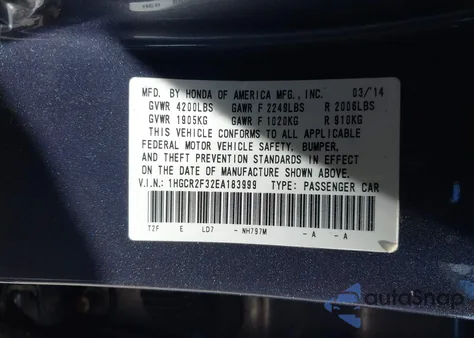 MFD. BY HONDA OF AMERICA MFG., INC. 03/'14
GVWR 4200LBS GAWR F 2249LBS R 2006LBS
GVWR 1905KG GAWR F 1020KG R 910KG
THIS VEHICLE CONFORMS TO ALL APPLICABLE
FEDERAL MOTOR VEHICLE SAFETY, BUMPER,
AND THEFT PREVENTION STANDARDS IN EFFECT
ON THE DATE OF MANUFACTURE SHOWN ABOVE.
V.I.N.: 1HGCR2F32EA183999 TYPE: PASSENGER CAR
T2F E LD7 - NH797M - A - A
autoSnap